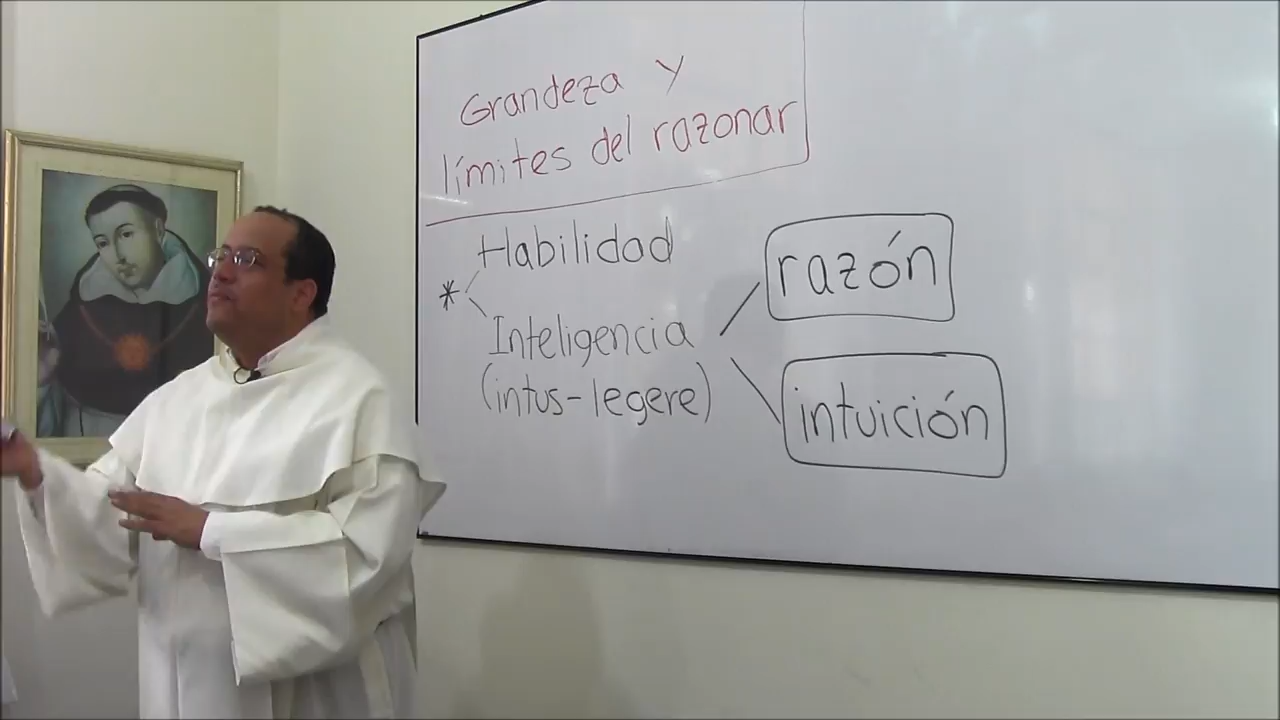 Grandeza y
límites del razonar
Habilidad
*
Inteligencia
(intus-legere)
razón
intuición